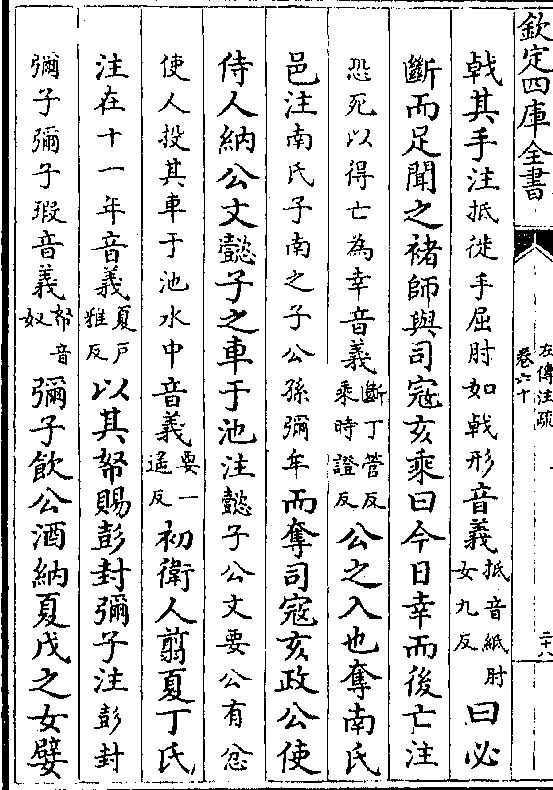 欽定四庫全書
左傳注疏
卷六十
二十八
戟其手注抵徙手屈肘如戟形音義抵音紙肘女九反曰必
斷而足聞之褚師與司寇亥乘曰今日幸而後亡注
恐死以得亡為幸音義斷丁管反乘時證反公之入也奪南氏
邑注南氏子南之子公孫彌牟而奪司寇亥政公使
侍人納公文懿子之車于池注懿子公文要公有忿
使人投其車于池水中音義要一遥反初衛人翦夏丁氏
注在十一年音義夏戸雅反以其帑賜彭封彌子注彭封
彌子彌子瑕音義帑音奴彌子飲公酒納夏戊之女嬖